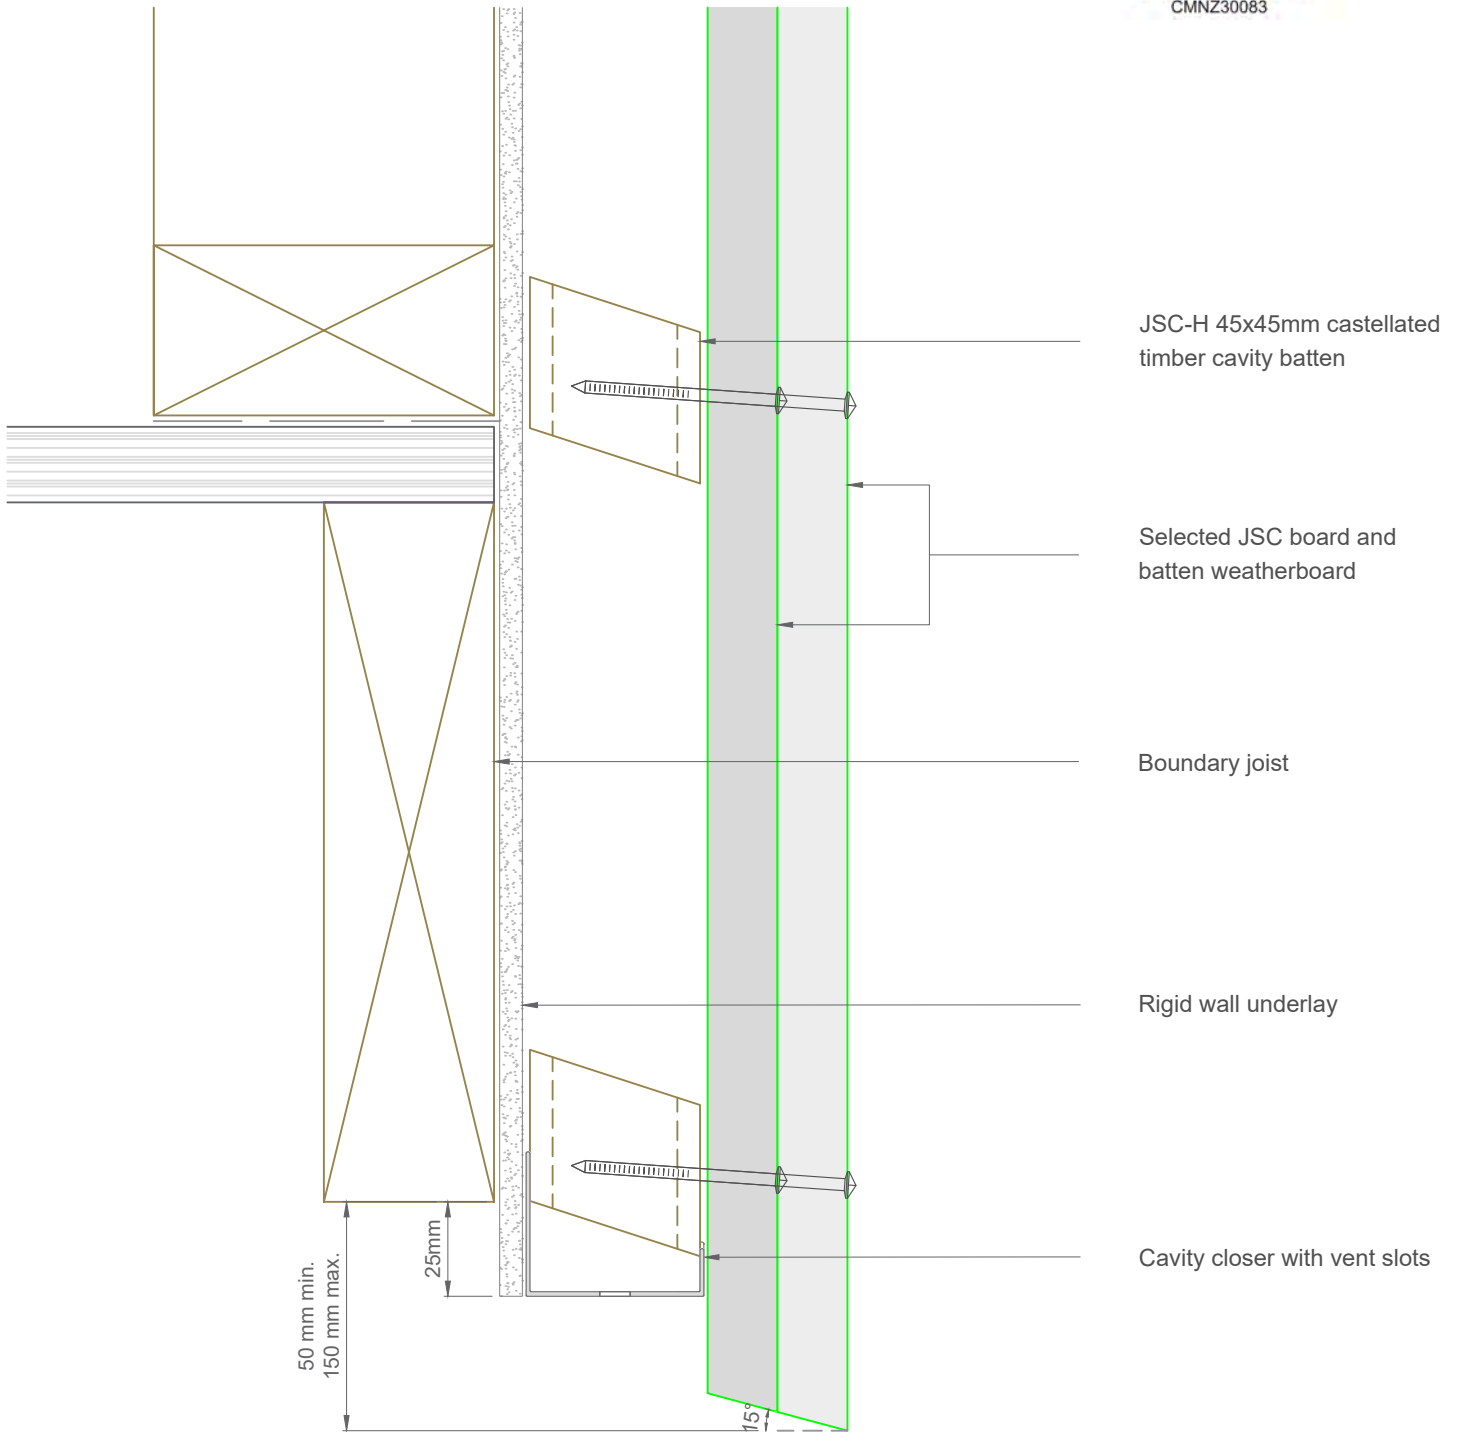 CMNZ30083
JSC-H 45x45mm castellated
timber cavity batten
Selected JSC board and
batten weatherboard
Boundary joist
Rigid wall underlay
Cavity closer with vent slots
25mm
50 mm min.
150 mm max.
15°